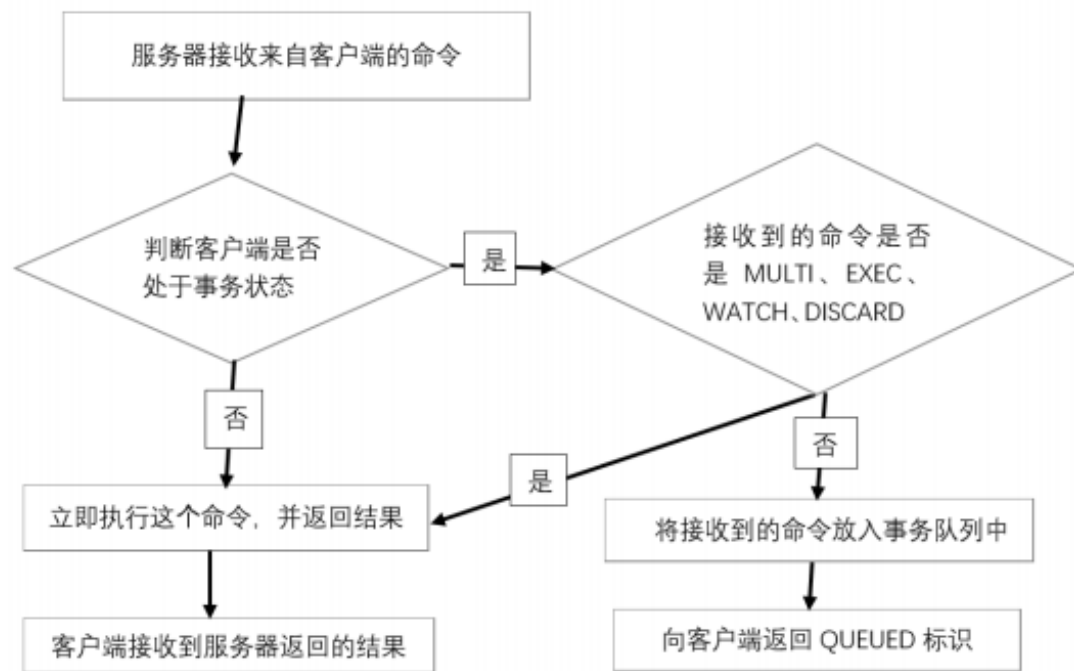 服务器接收来自客户端的命令
判断客户端是否
处于事务状态
是
接收到的命令是否
是 MULTI、EXEC、
WATCH、DISCARD
否
是
否
立即执行这个命令，并返回结果
将接收到的命令放入事务队列中
客户端接收到服务器返回的结果
向客户端返回 QUEUED 标识